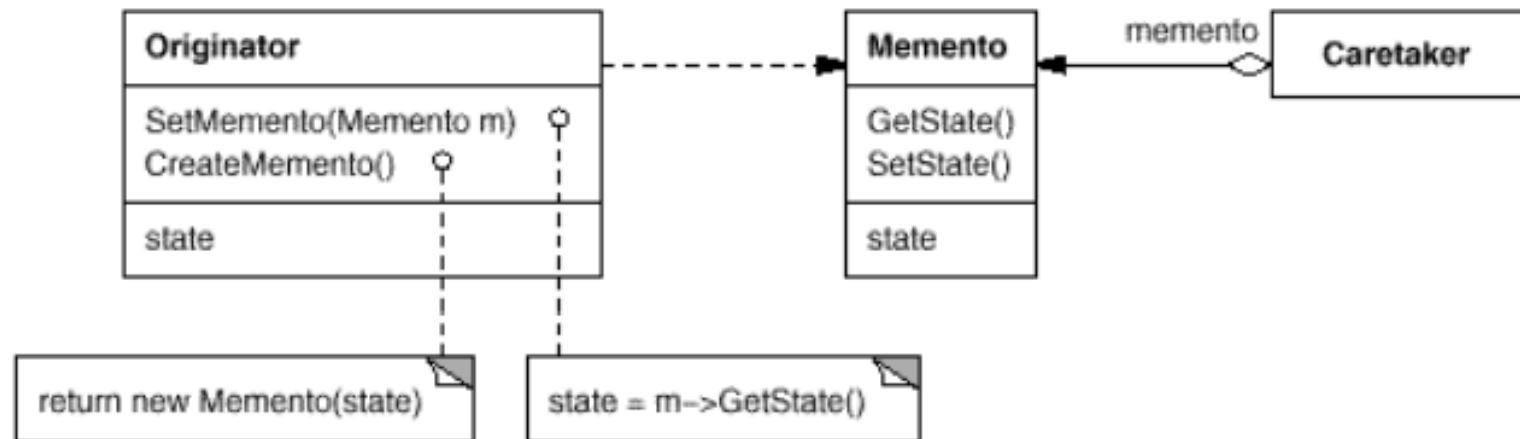 Originator
SetMemento(Memento m)
CreateMemento()
state
Memento
GetState()
SetState()
state
memento
Caretaker
return new Memento(state)
state = m->GetState()